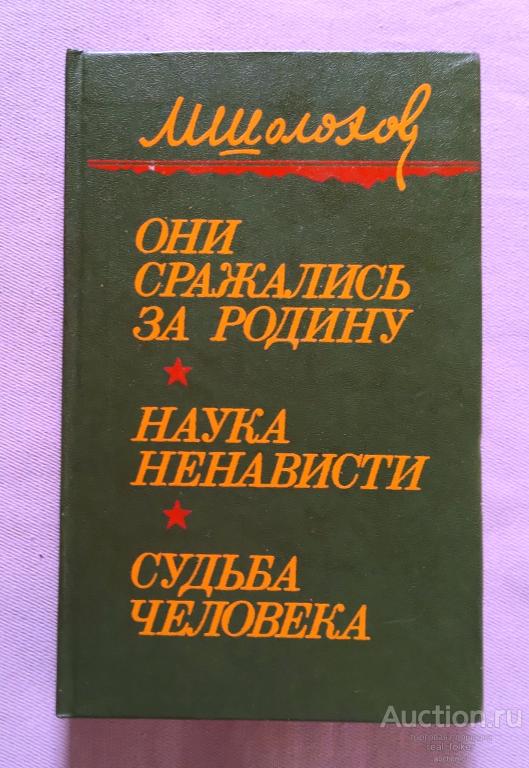 М Шолохов
ОНИ
СРАЖАЛИСЬ
ЗА РОДИНУ
НАУКА
НЕНАВИСТИ
СУДЬБА
ЧЕЛОВЕКА
Auction.ru